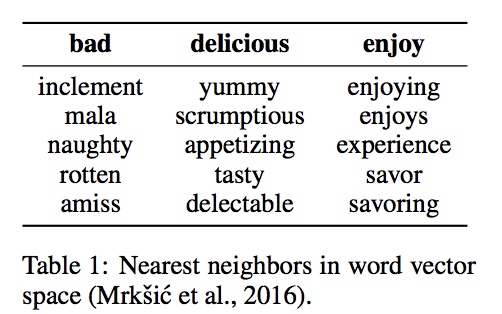 bad delicious enjoy
inclement yummy enjoying
mala scrumptious enjoys
naughty appetizing experience
rotten tasty savor
amiss delectable savoring
Table 1: Nearest neighbors in word vector
space (Mrkšić et al., 2016).